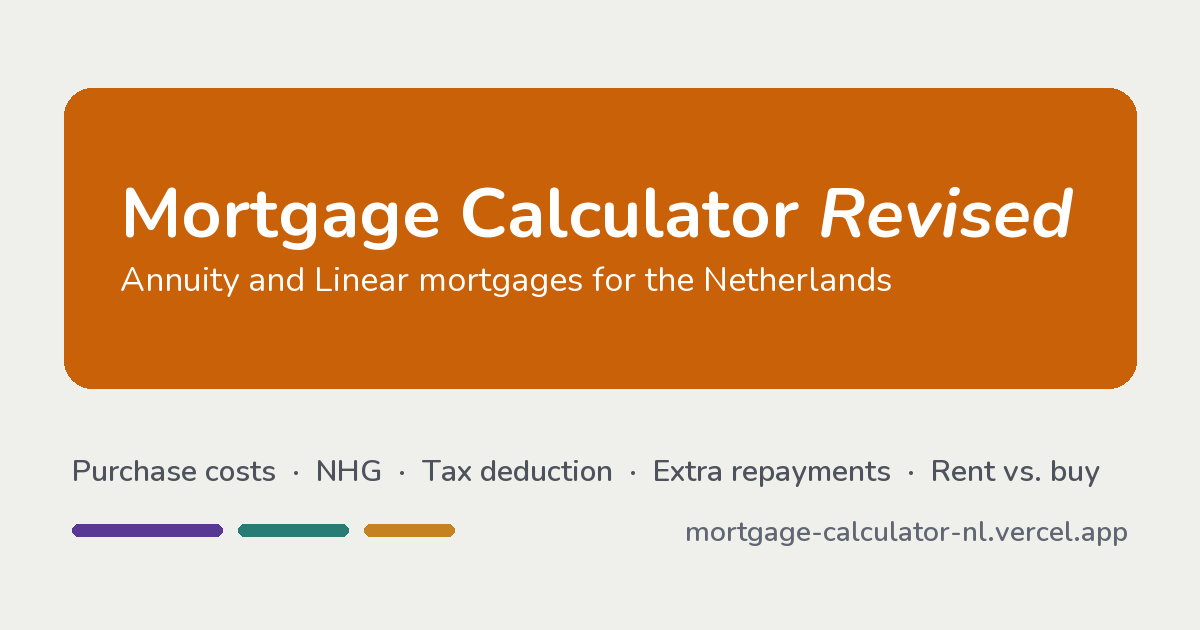 Mortgage Calculator Revised
Annuity and Linear mortgages for the Netherlands
Purchase costs · NHG · Tax deduction · Extra repayments · Rent vs. buy
mortgage-calculator-nl.vercel.app